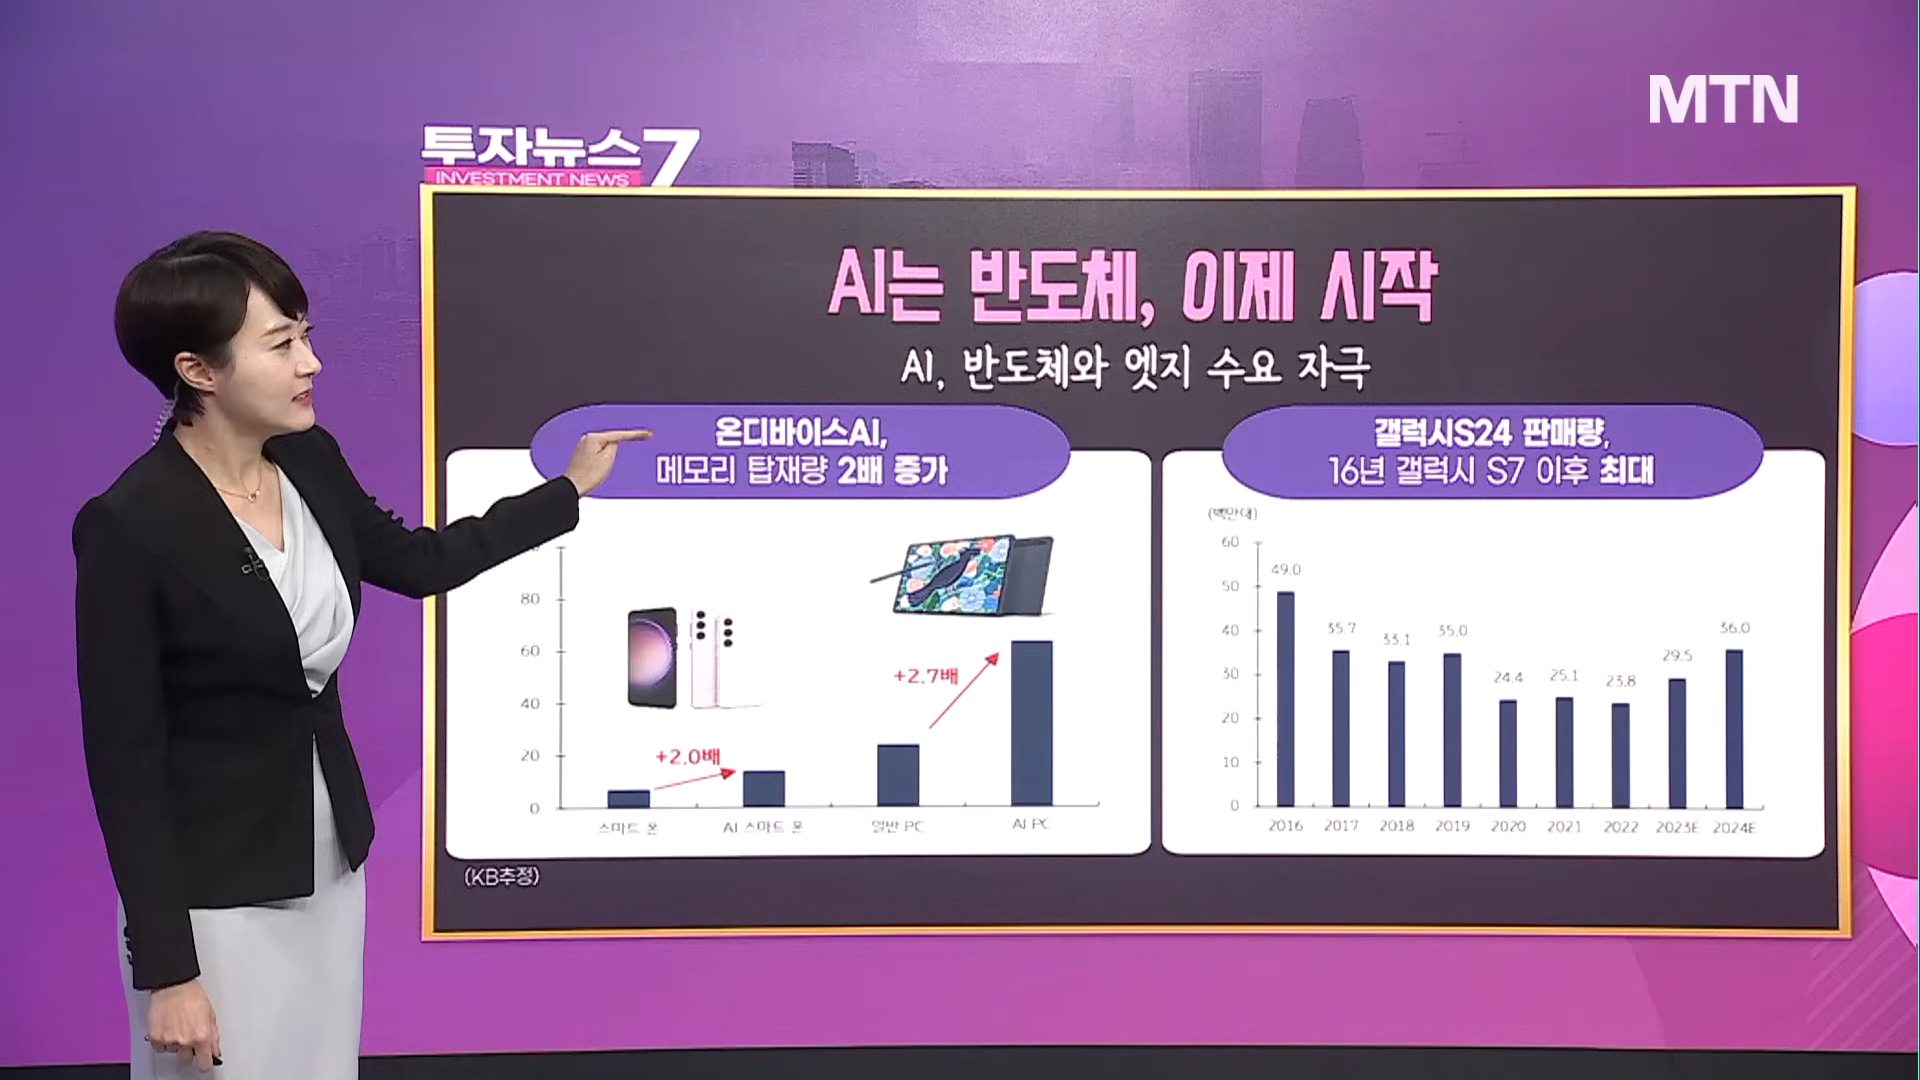 MTN
투자뉴스7
INVESTMENT NEWS
AI는 반도체, 이제 시작
AI, 반도체와 엣지 수요 자극
온디바이스AI,
메모리 탑재량 2배 증가
80
60
40
20
0
+2.0배
+2.7배
스마트 폰
AI 스마트 폰
일반 PC
AI PC
(KB추정)
갤럭시S24 판매량,
16년 갤럭시 S7 이후 최대
(백만대)
60
50
40
30
20
10
0
49.0
35.7
33.1
35.0
24.4
25.1
23.8
29.5
36.0
2016
2017
2018
2019
2020
2021
2022
2023E
2024E